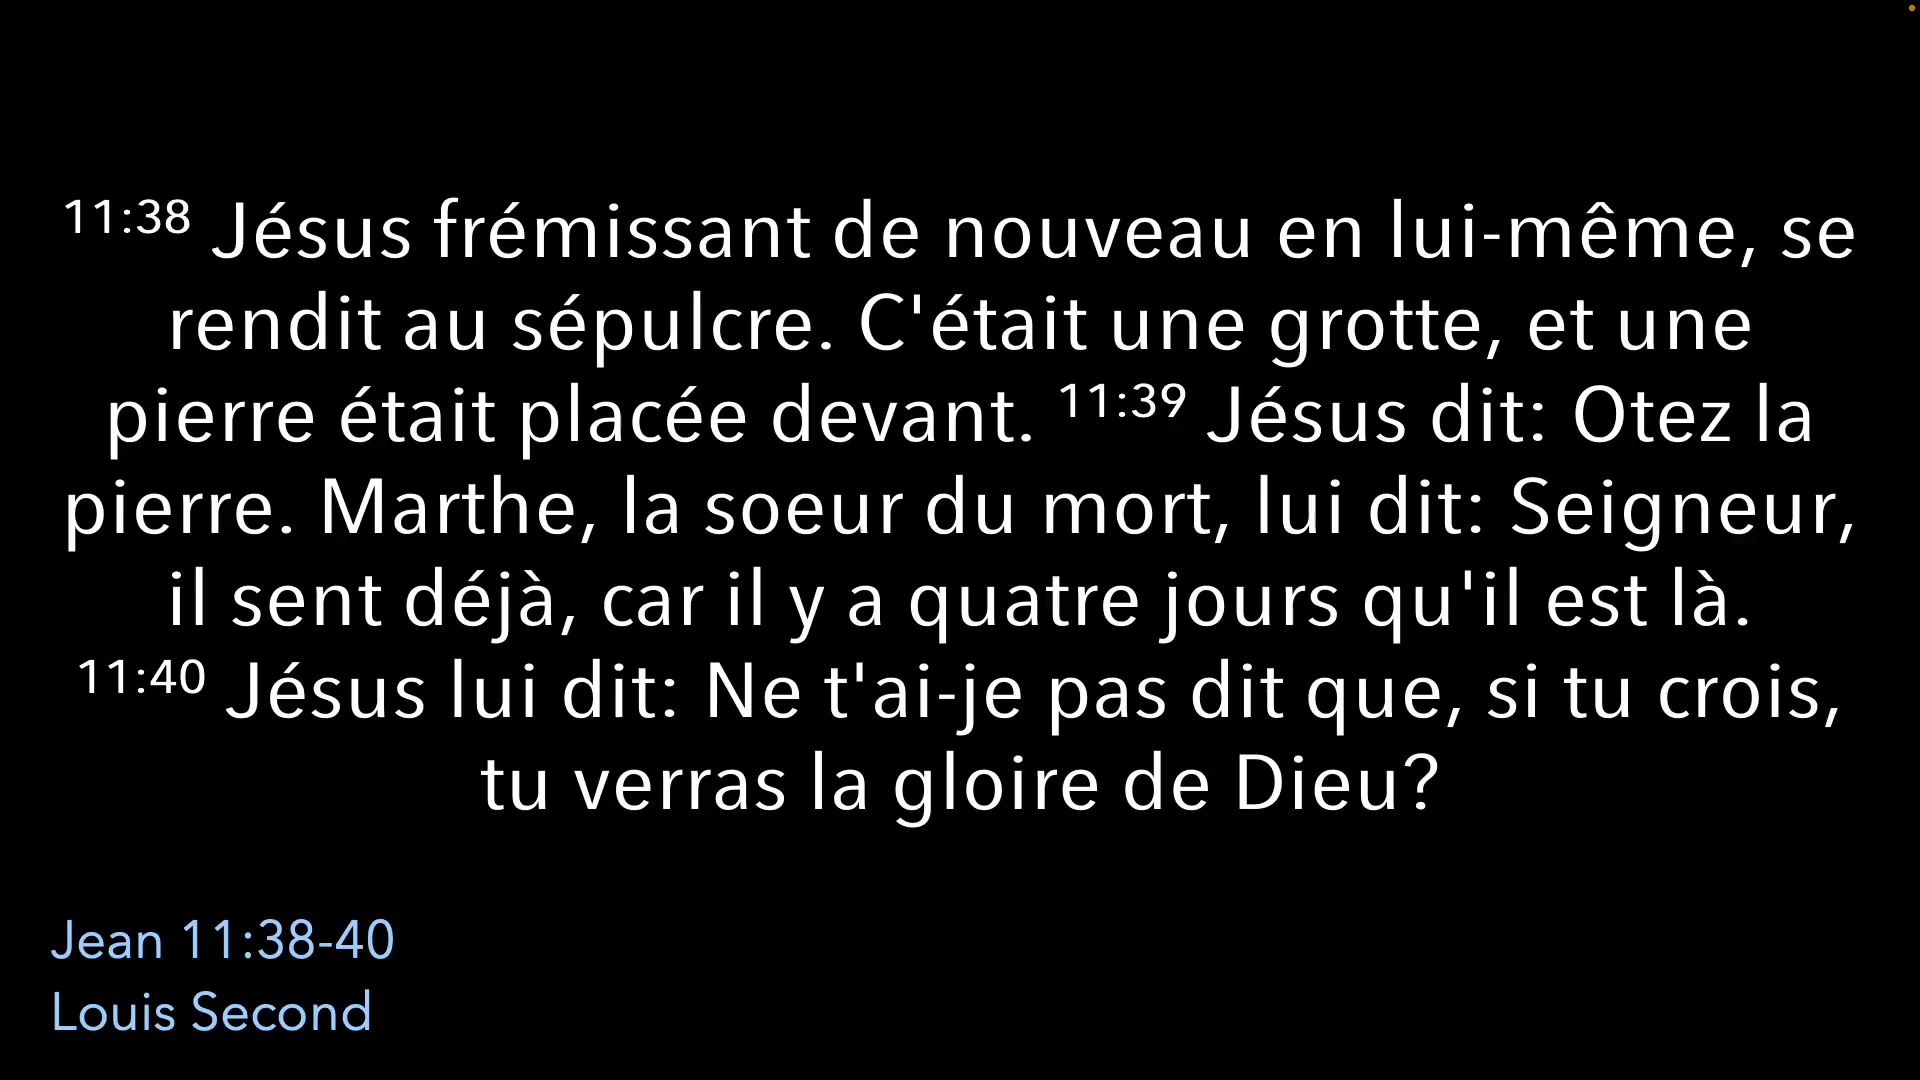 11:38 Jésus frémissant de nouveau en lui-même, se
rendit au sépulcre. C'était une grotte, et une
pierre était placée devant. 11:39 Jésus dit: Otez la
pierre. Marthe, la soeur du mort, lui dit: Seigneur,
il sent déjà, car il y a quatre jours qu'il est là.
11:40 Jésus lui dit: Ne t'ai-je pas dit que, si tu crois,
tu verras la gloire de Dieu?
Jean 11:38-40
Louis Second